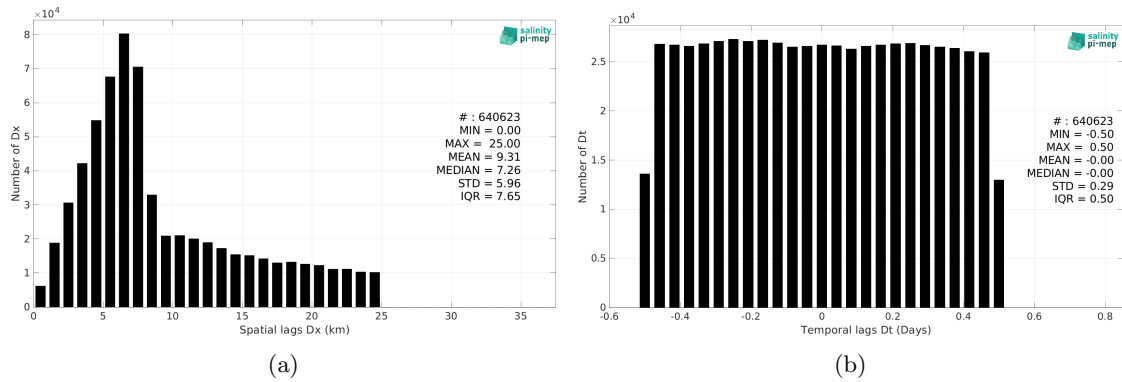 ×10⁴
8
7
6
5
4
3
2
1
0
Number of Dx
0 5 10 15 20 25 30 35
Spatial lags Dx (km)
salinity
pi-mep
# : 640623
MIN = 0.00
MAX = 25.00
MEAN = 9.31
MEDIAN = 7.26
STD = 5.96
IQR = 7.65
(a)
×10⁴
2.5
2
1.5
1
0.5
0
Number of Dt
-0.6 -0.4 -0.2 0 0.2 0.4 0.6 0.8
Temporal lags Dt (Days)
salinity
pi-mep
# : 640623
MIN = -0.50
MAX = 0.50
MEAN = -0.00
MEDIAN = -0.00
STD = 0.29
IQR = 0.50
(b)